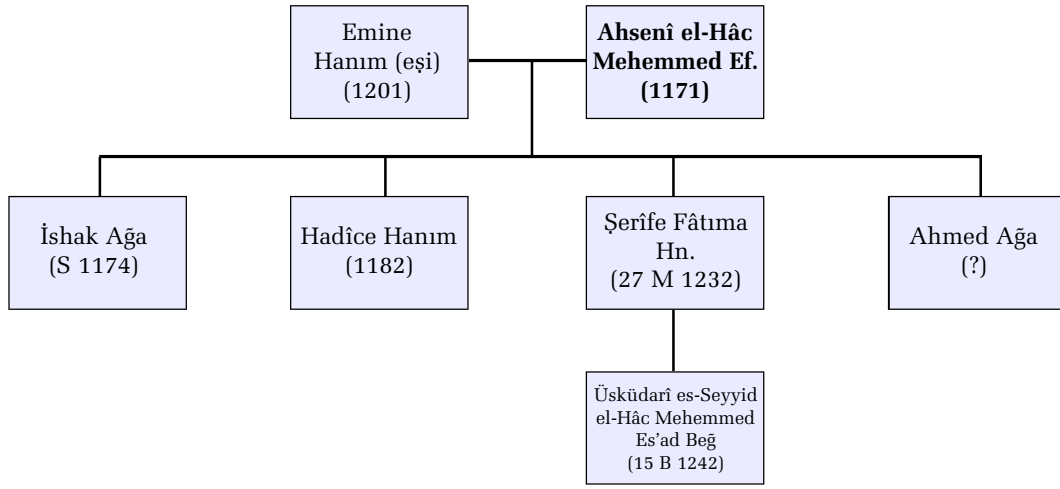 Emine
Hanım (eşi)
(1201)
Ahsenî el-Hâc
Mehemmed Ef.
(1171)
İshak Ağa
(S 1174)
Hadîce Hanım
(1182)
Şerîfe Fâtıma
Hn.
(27 M 1232)
Ahmed Ağa
(?)
Üsküdarî es-Seyyid
el-Hâc Mehemmed
Es'ad Beğ
(15 B 1242)